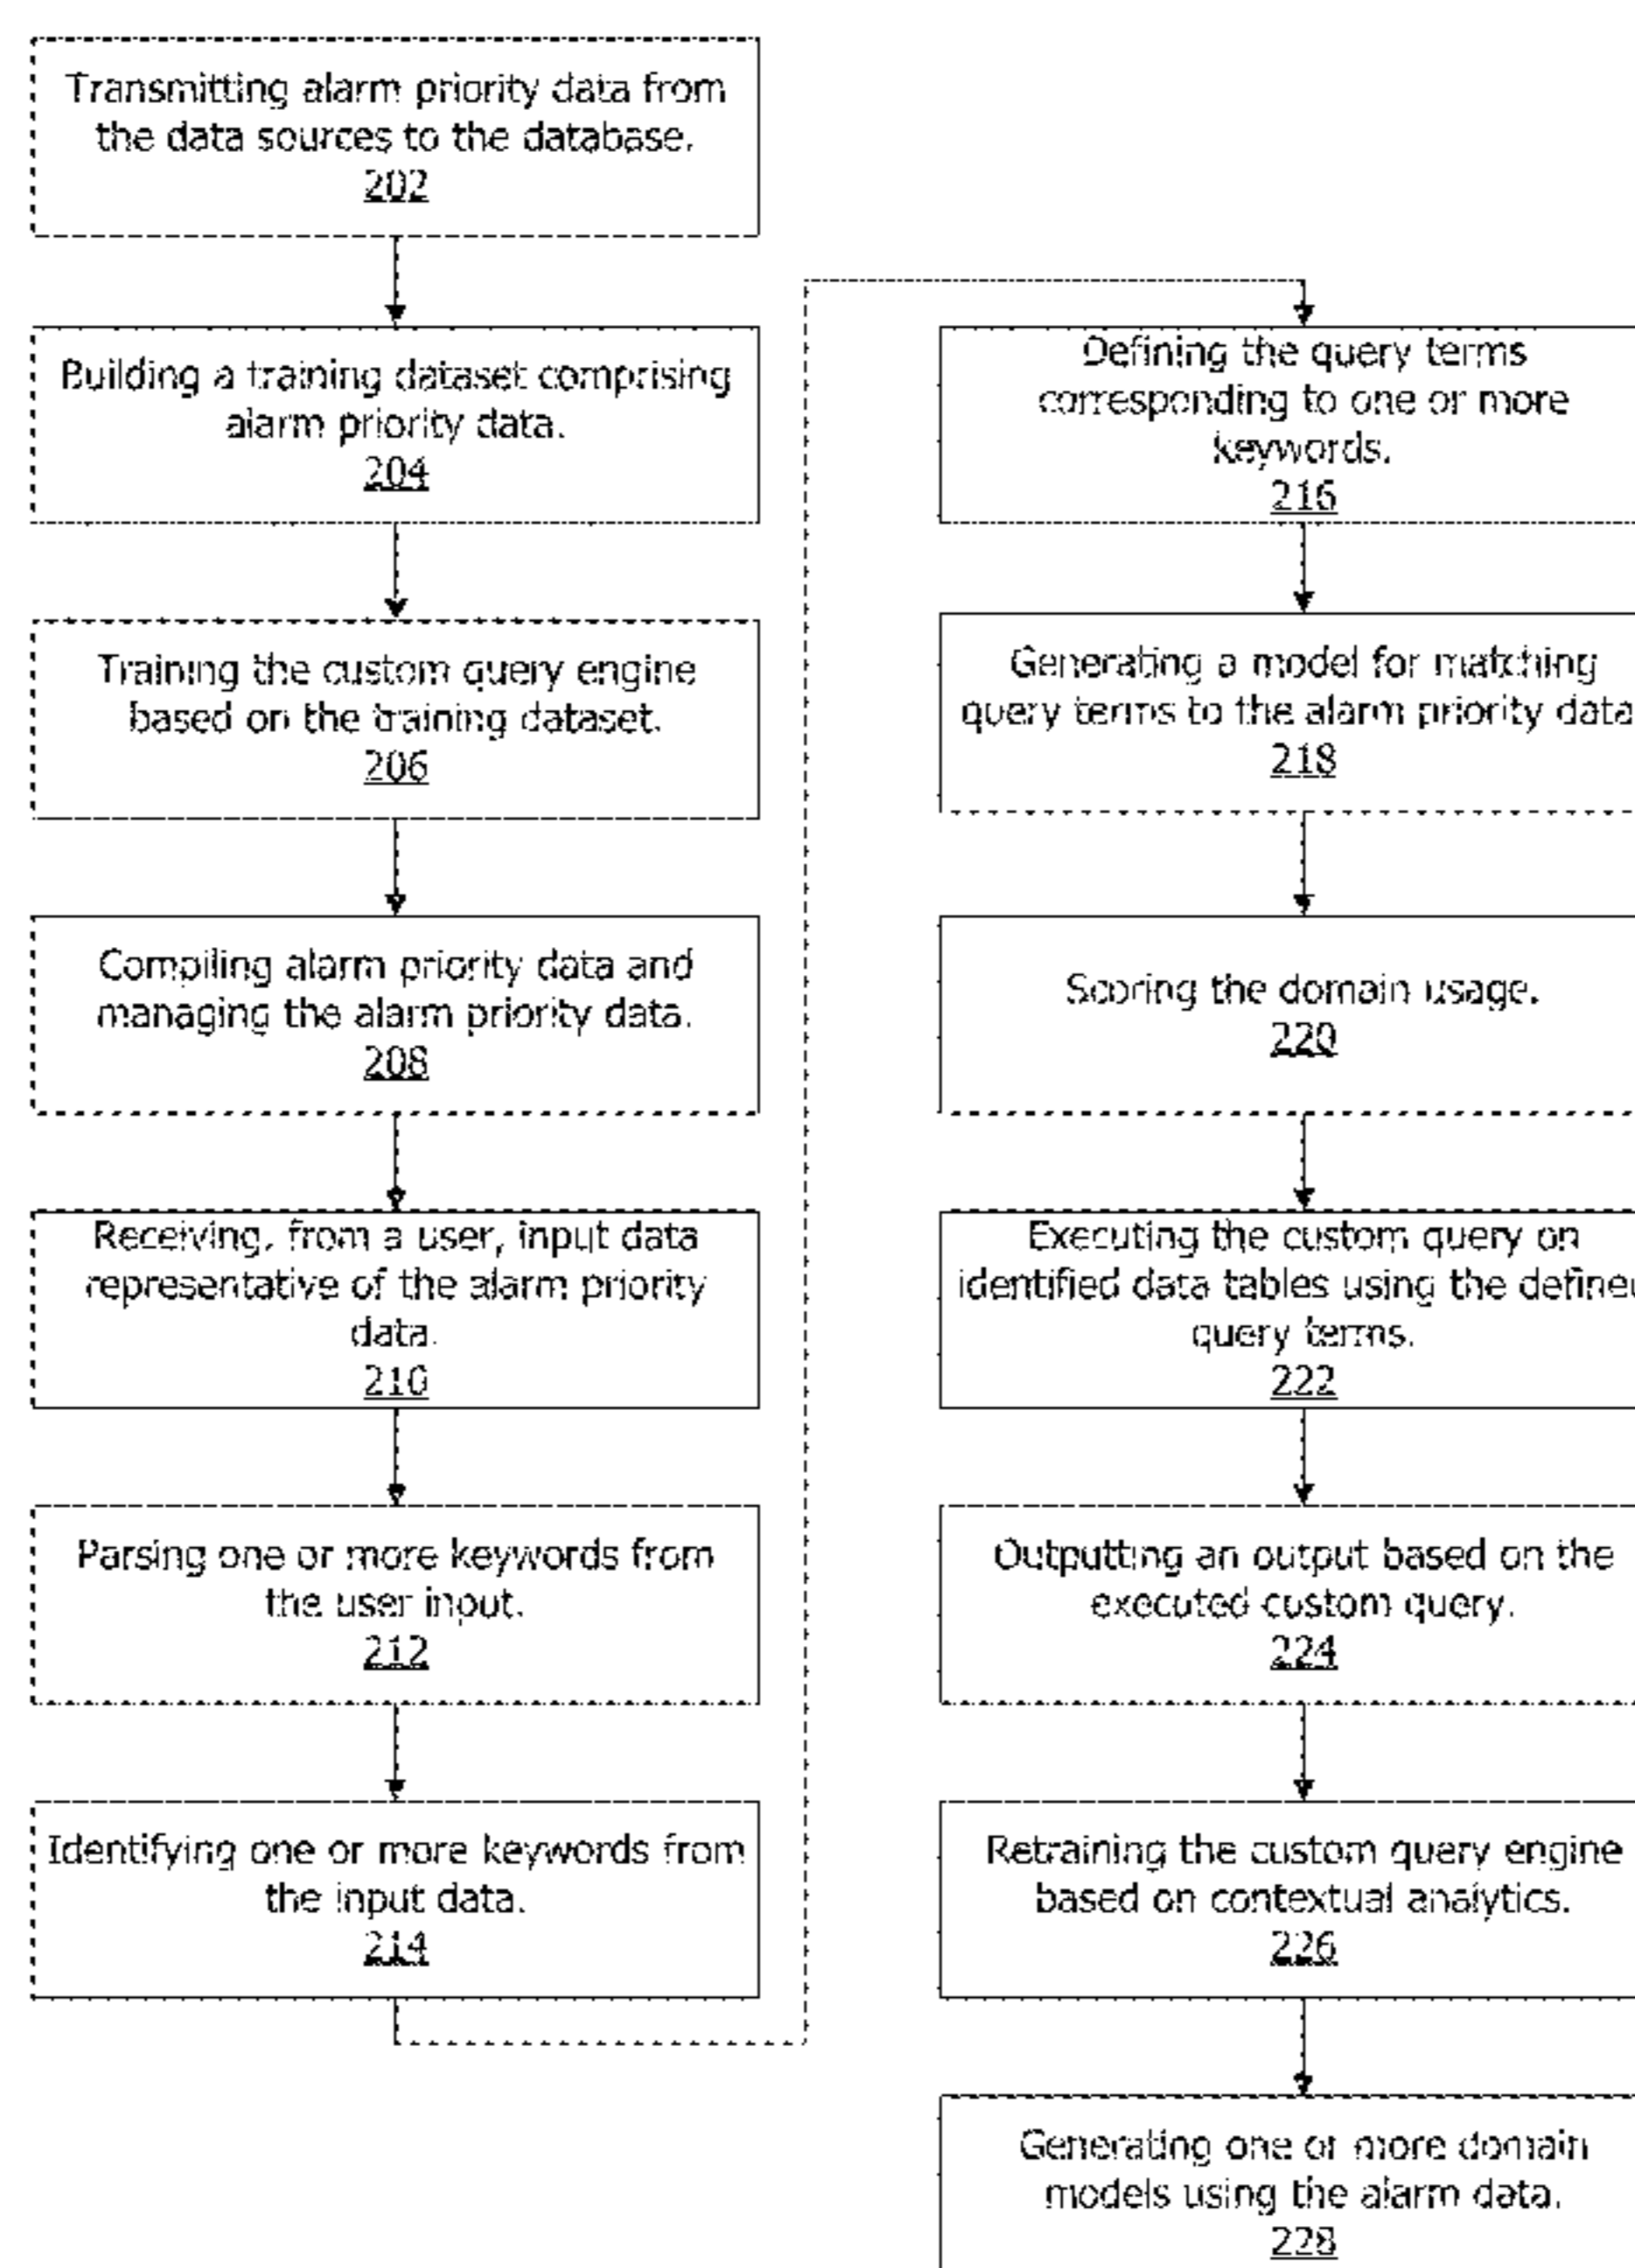 Transmitting alarm priority data from
the data sources to the database.
202
Building a training dataset comprising
alarm priority data.
204
Training the custom query engine
based on the training dataset.
206
Compiling alarm priority data and
managing the alarm priority data.
208
Receiving, from a user, input data
representative of the alarm priority
data.
210
Parsing one or more keywords from
the user input.
212
Identifying one or more keywords from
the input data.
214
Defining the query terms
corresponding to one or more
keywords.
216
Generating a model for matching
query terms to the alarm priority data
218
Scoring the domain usage.
220
Executing the custom query on
identified data tables using the defined
query terms.
222
Outputting an output based on the
executed custom query.
224
Retraining the custom query engine
based on contextual analytics.
226
Generating one or more domain
models using the alarm data.
228